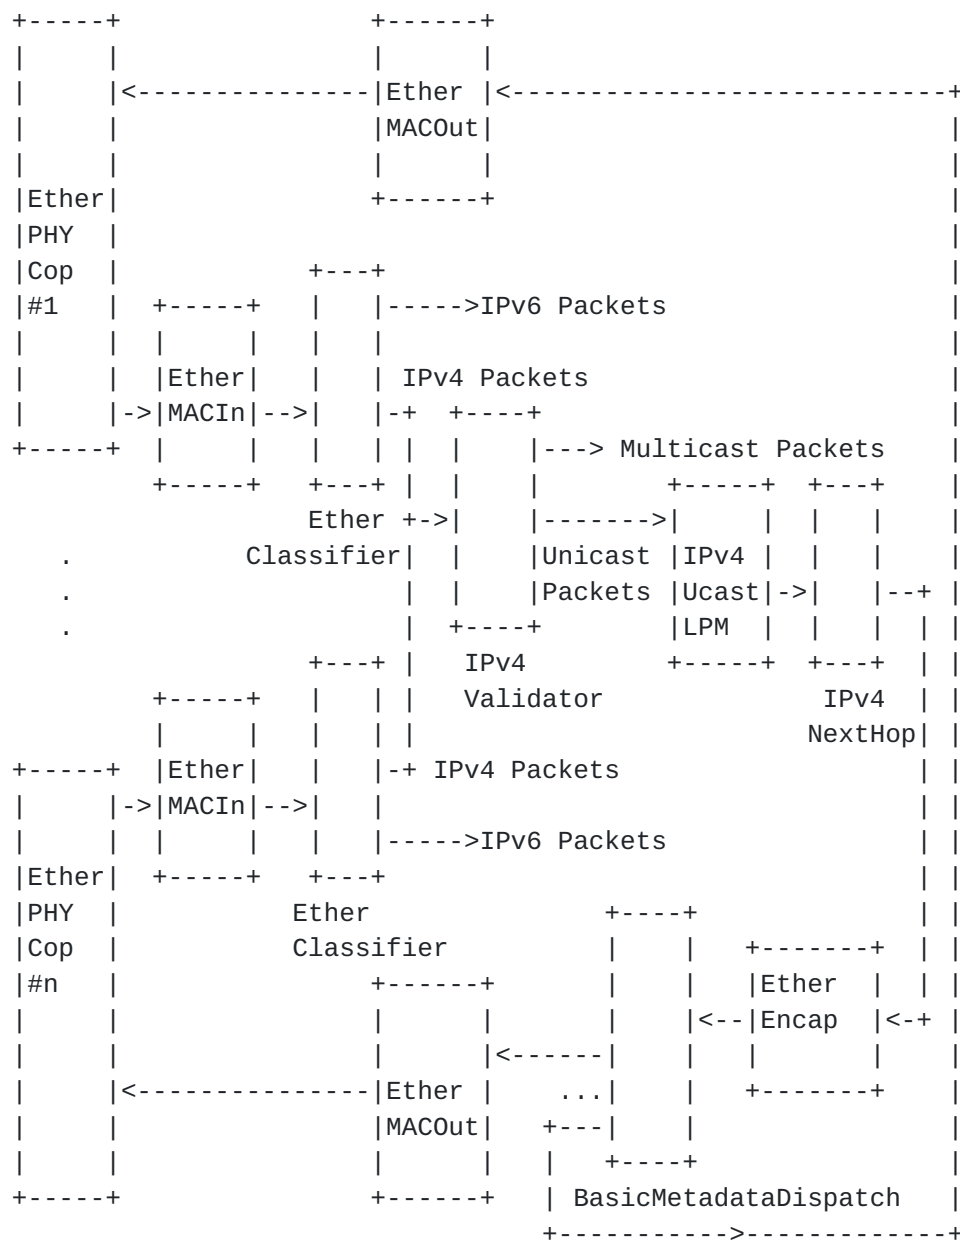 Ether
MACOut
Ether
PHY
Cop
#1
IPv6 Packets
Ether IPv4 Packets
MACIn
Multicast Packets
Ether
Classifier Unicast IPv4
. Packets Ucast
. LPM
.
IPv4
Validator IPv4
NextHop
Ether IPv4 Packets
MACIn
IPv6 Packets
Ether
PHY Ether
Cop Classifier
#n Ether
Encap
Ether ...
MACOut
BasicMetadataDispatch